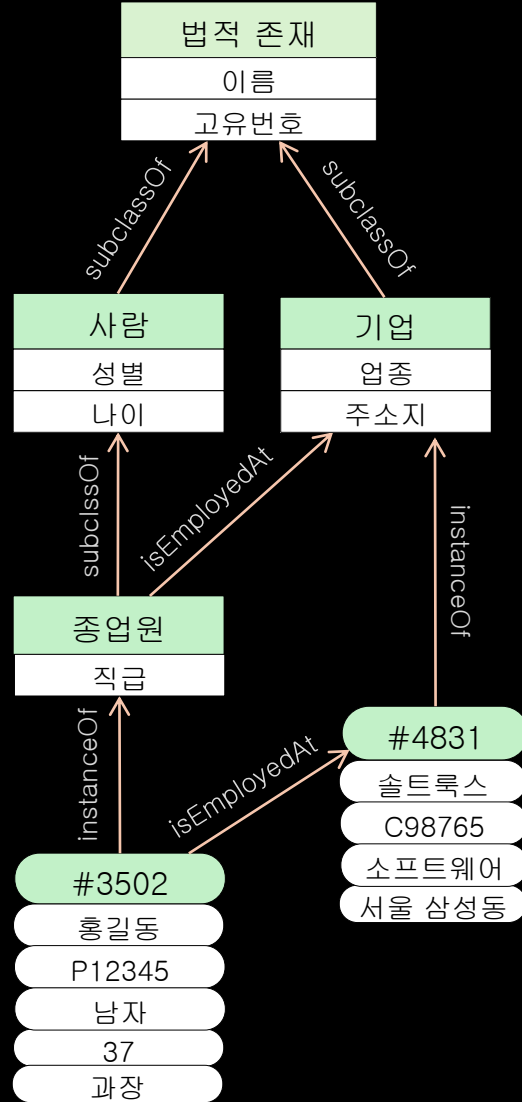 법적 존재
이름
고유번호
subclassOf
subclassOf
사람
성별
나이
기업
업종
주소지
subclssOf
isEmployedAt
instanceOf
종업원
직급
instanceOf
isEmployedAt
#4831
솔트룩스
C98765
소프트웨어
서울 삼성동
#3502
홍길동
P12345
남자
37
과장